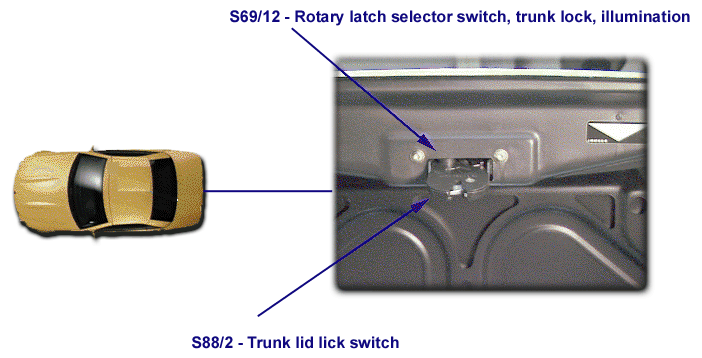 S69/12 - Rotary latch selector switch, trunk lock, illumination
S88/2 - Trunk lid lick switch